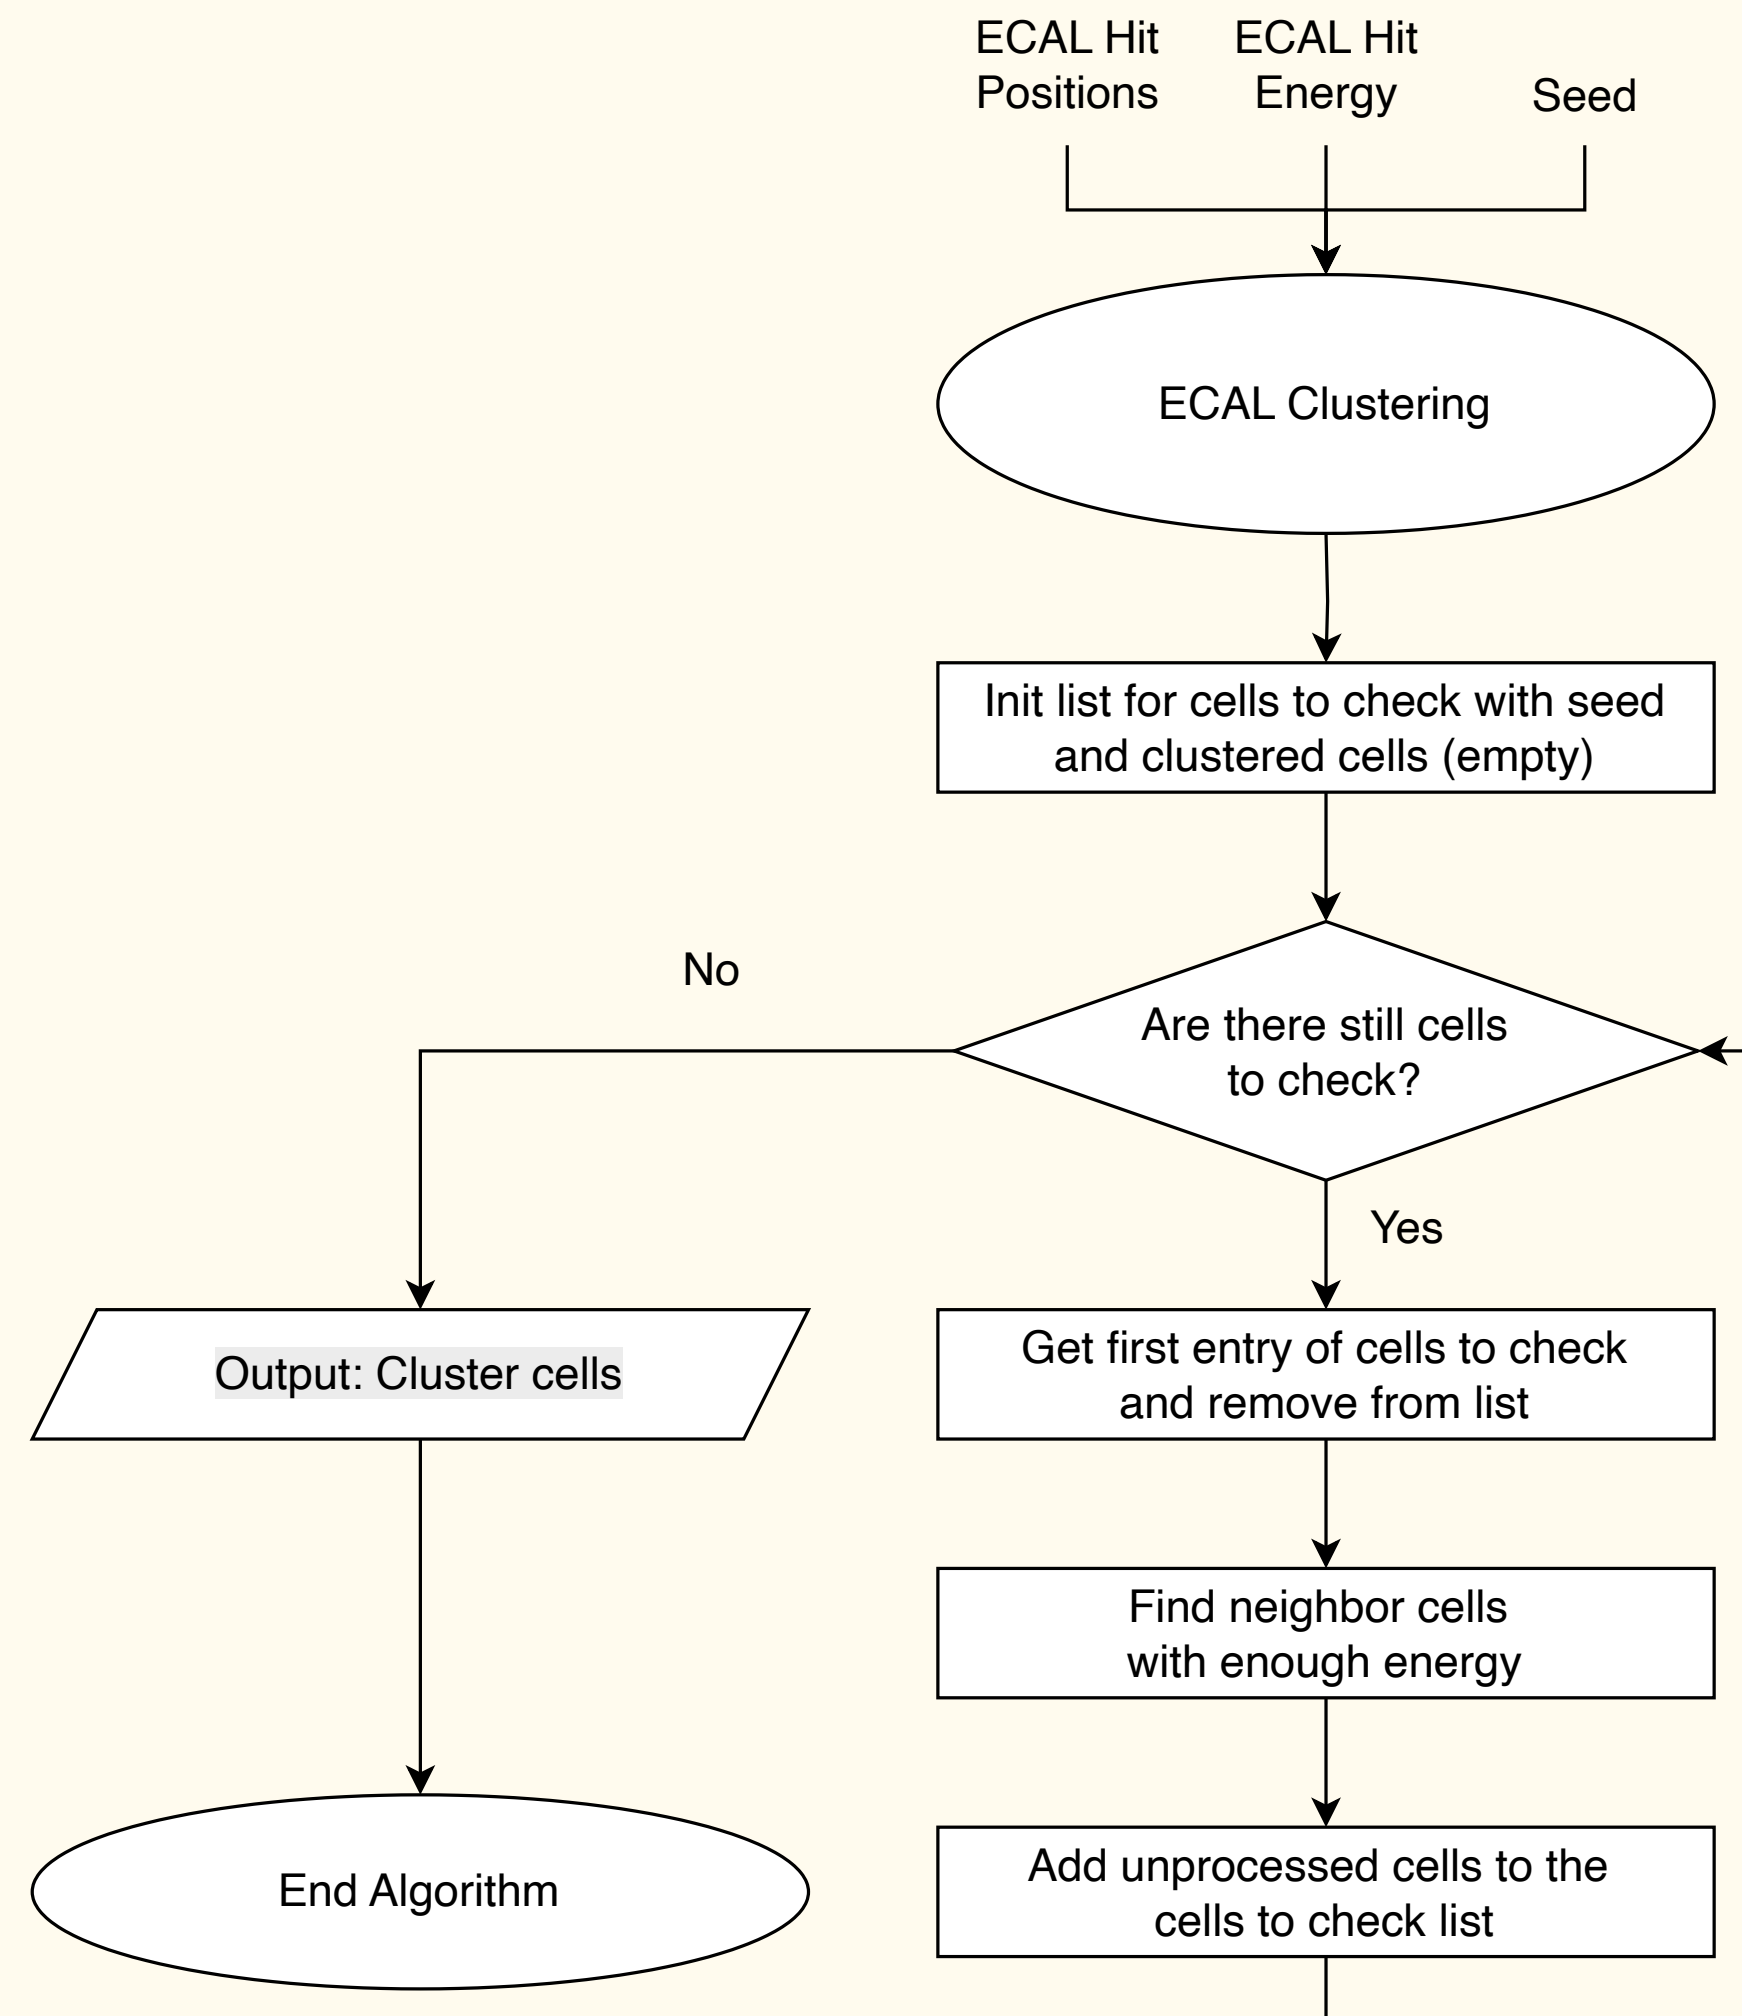 ECAL Hit
Positions
ECAL Hit
Energy
Seed
ECAL Clustering
Init list for cells to check with seed
and clustered cells (empty)
No
Are there still cells
to check?
Yes
Output: Cluster cells
Get first entry of cells to check
and remove from list
Find neighbor cells
with enough energy
Add unprocessed cells to the
cells to check list
End Algorithm